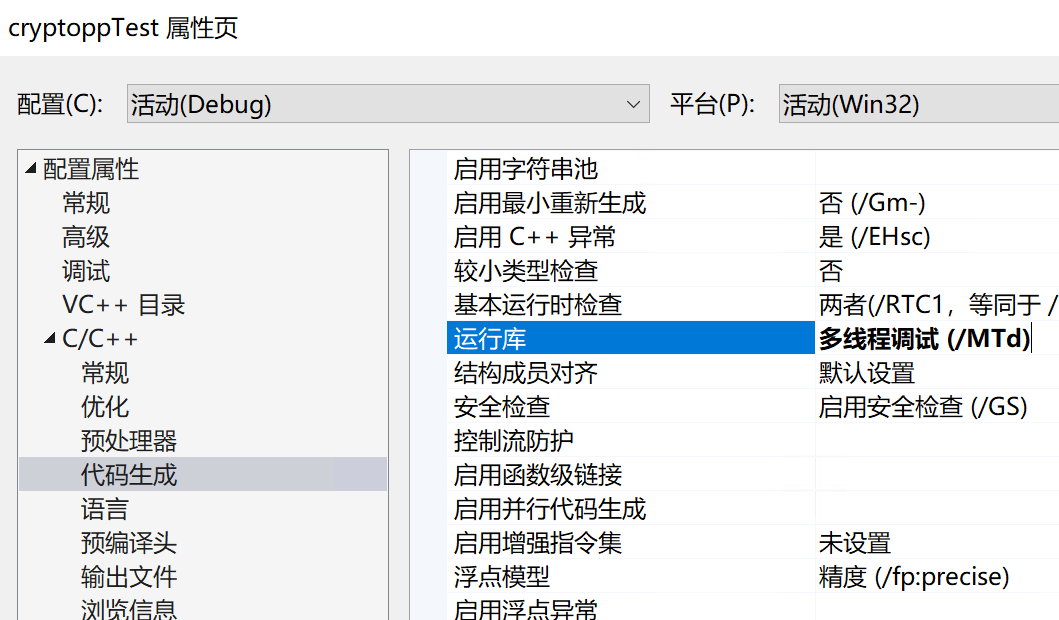 cryptoppTest 属性页
配置(C): 活动(Debug) 平台(P): 活动(Win32)
配置属性
常规
高级
调试
VC++ 目录
C/C++
常规
优化
预处理器
代码生成
语言
预编译头
输出文件
浏览信息
启用字符串池
启用最小重新生成 否 (/Gm-)
启用 C++ 异常 是 (/EHsc)
较小类型检查 否
基本运行时检查 两者(/RTC1，等同于 /
运行库 多线程调试 (/MTd)
结构成员对齐 默认设置
安全检查 启用安全检查 (/GS)
控制流防护
启用函数级链接
启用并行代码生成
启用增强指令集 未设置
浮点模型 精度 (/fp:precise)
启用浮点异常